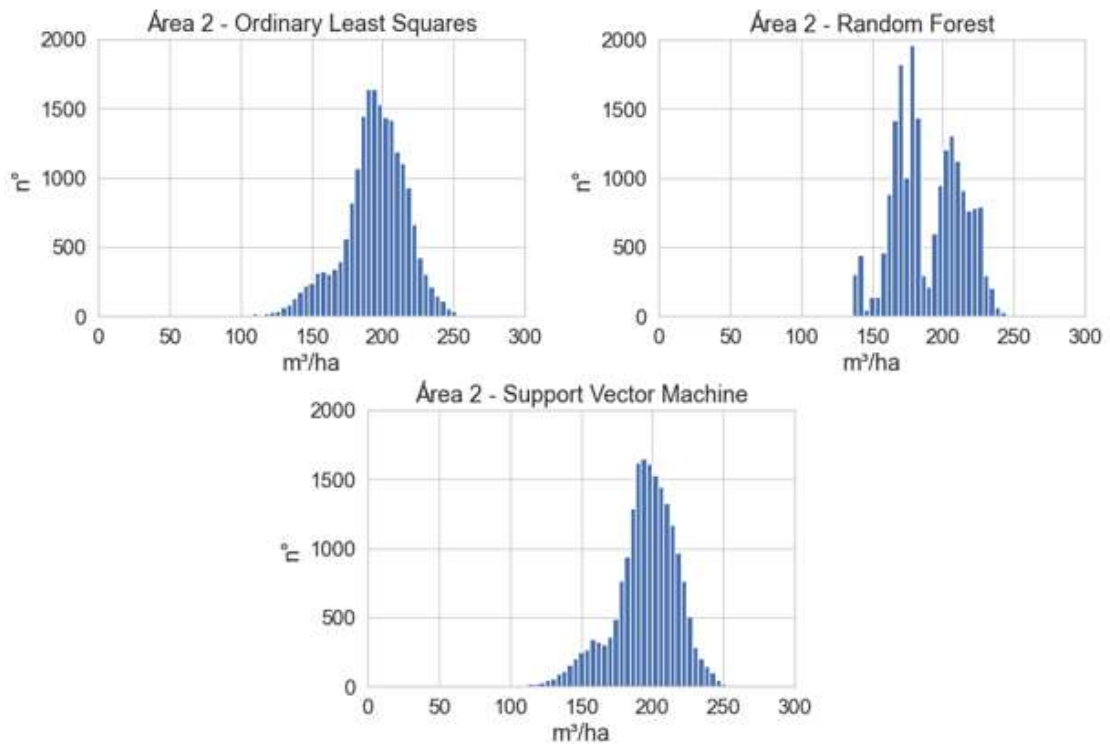 Área 2 - Ordinary Least Squares
2000
1500
1000
500
0
n°
0 50 100 150 200 250 300
m³/ha
Área 2 - Random Forest
2000
1500
1000
500
0
n°
0 50 100 150 200 250 300
m³/ha
Área 2 - Support Vector Machine
2000
1500
1000
500
0
n°
0 50 100 150 200 250 300
m³/ha